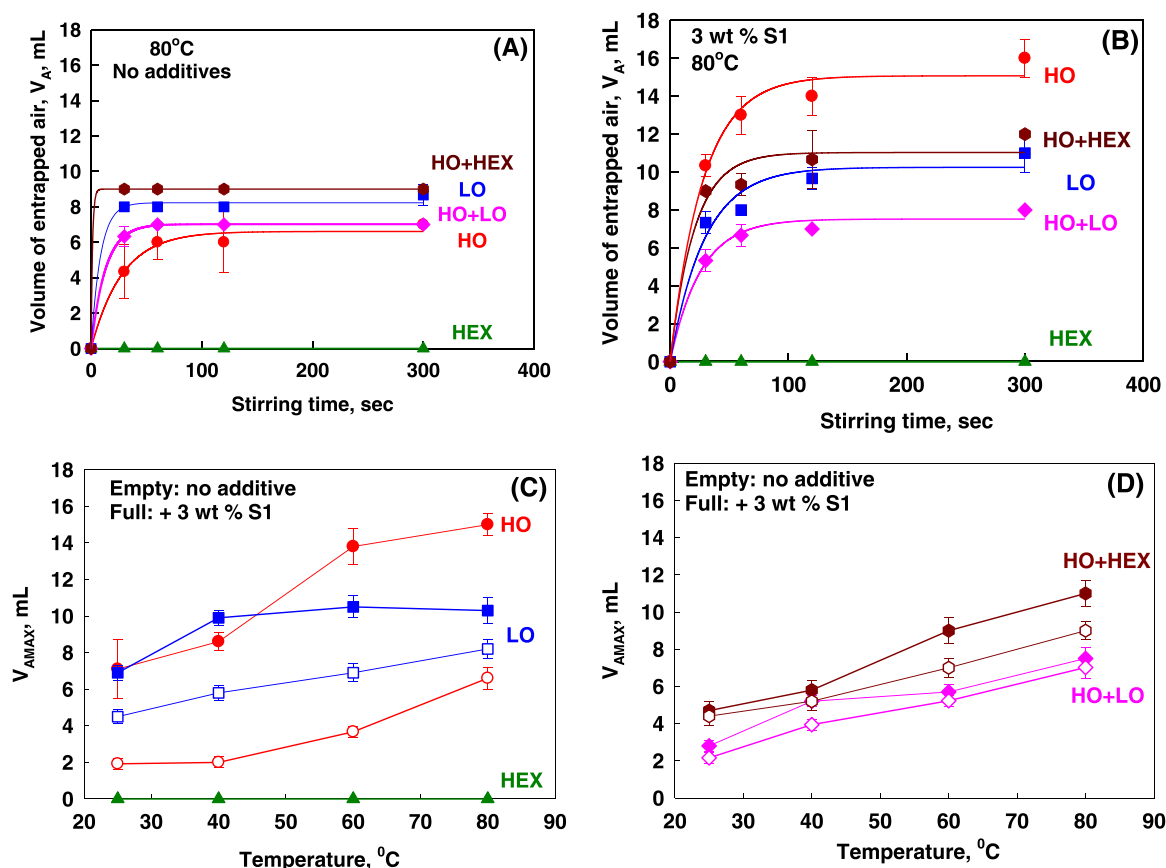 (A)
80°C
No additives
Volume of entrapped air, V_A, mL
18
16
14
12
10
8
6
4
2
0
HO+HEX
LO
HO+LO
HO
HEX
0 100 200 300 400
Stirring time, sec
(B)
3 wt % S1
80°C
Volume of entrapped air, V_A, mL
18
16
14
12
10
8
6
4
2
0
HO
HO+HEX
LO
HO+LO
HEX
0 100 200 300 400
Stirring time, sec
(C)
Empty: no additive
Full: + 3 wt % S1
V_AMAX, mL
18
16
14
12
10
8
6
4
2
0
HO
LO
HEX
20 30 40 50 60 70 80 90
Temperature, ⁰C
(D)
Empty: no additive
Full: + 3 wt % S1
V_AMAX, mL
18
16
14
12
10
8
6
4
2
0
HO+HEX
HO+LO
20 30 40 50 60 70 80 90
Temperature, ⁰C